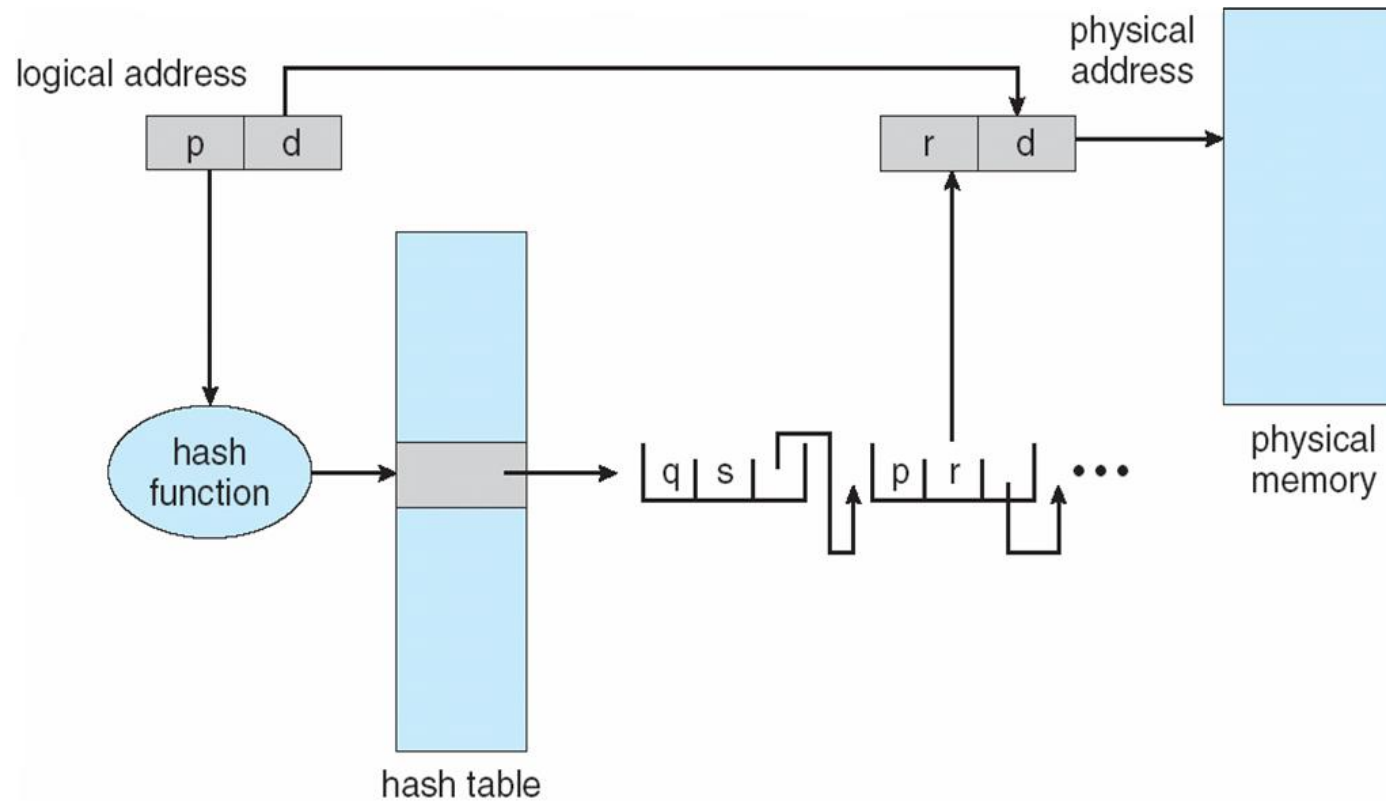 logical address
physical
address
p d
r d
hash
function
q s
p r
•••
physical
memory
hash table